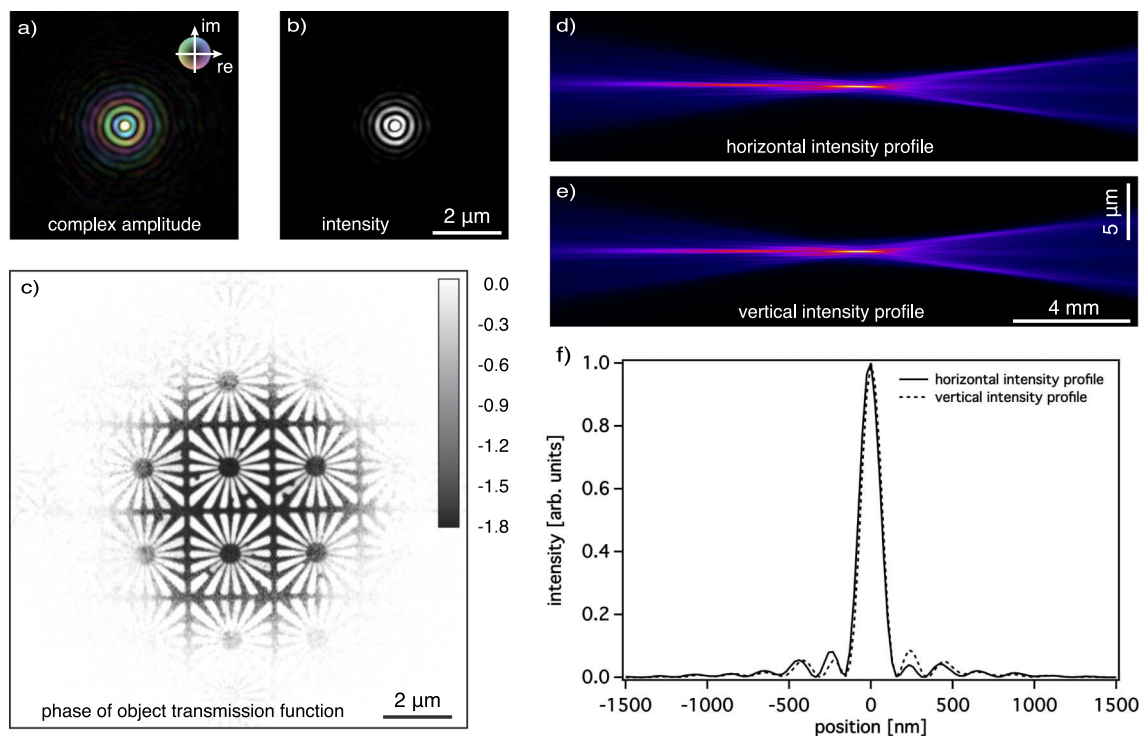 a)
im
re
complex amplitude
b)
intensity
2 μm
c)
0.0
-0.3
-0.6
-0.9
-1.2
-1.5
-1.8
phase of object transmission function
2 μm
d)
horizontal intensity profile
e)
5 μm
vertical intensity profile
4 mm
f)
horizontal intensity profile
vertical intensity profile
intensity [arb. units]
1.0
0.8
0.6
0.4
0.2
0.0
-1500 -1000 -500 0 500 1000 1500
position [nm]